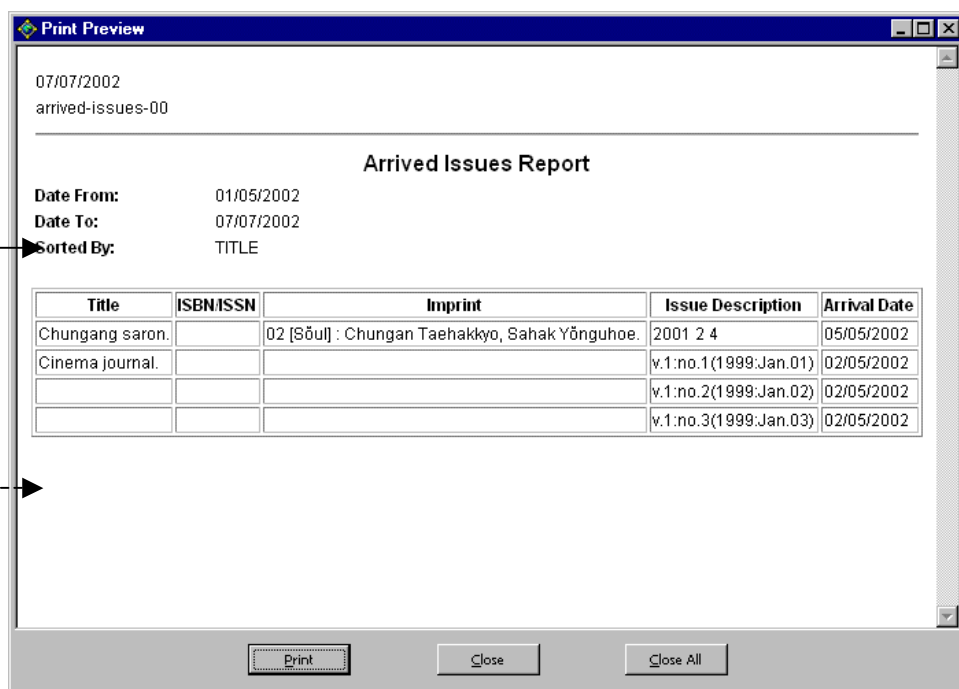 Print Preview
07/07/2002
arrived-issues-00
Arrived Issues Report
Date From: 01/05/2002
Date To: 07/07/2002
Sorted By: TITLE
Title ISBN/ISSN Imprint Issue Description Arrival Date
Chungang saron. 02 [Sŏul] : Chungan Taehakkyo, Sahak Yŏnguhoe. 2001 2 4 05/05/2002
Cinema journal. v.1:no.1(1999:Jan.01) 02/05/2002
v.1:no.2(1999:Jan.02) 02/05/2002
v.1:no.3(1999:Jan.03) 02/05/2002
Print Close Close All